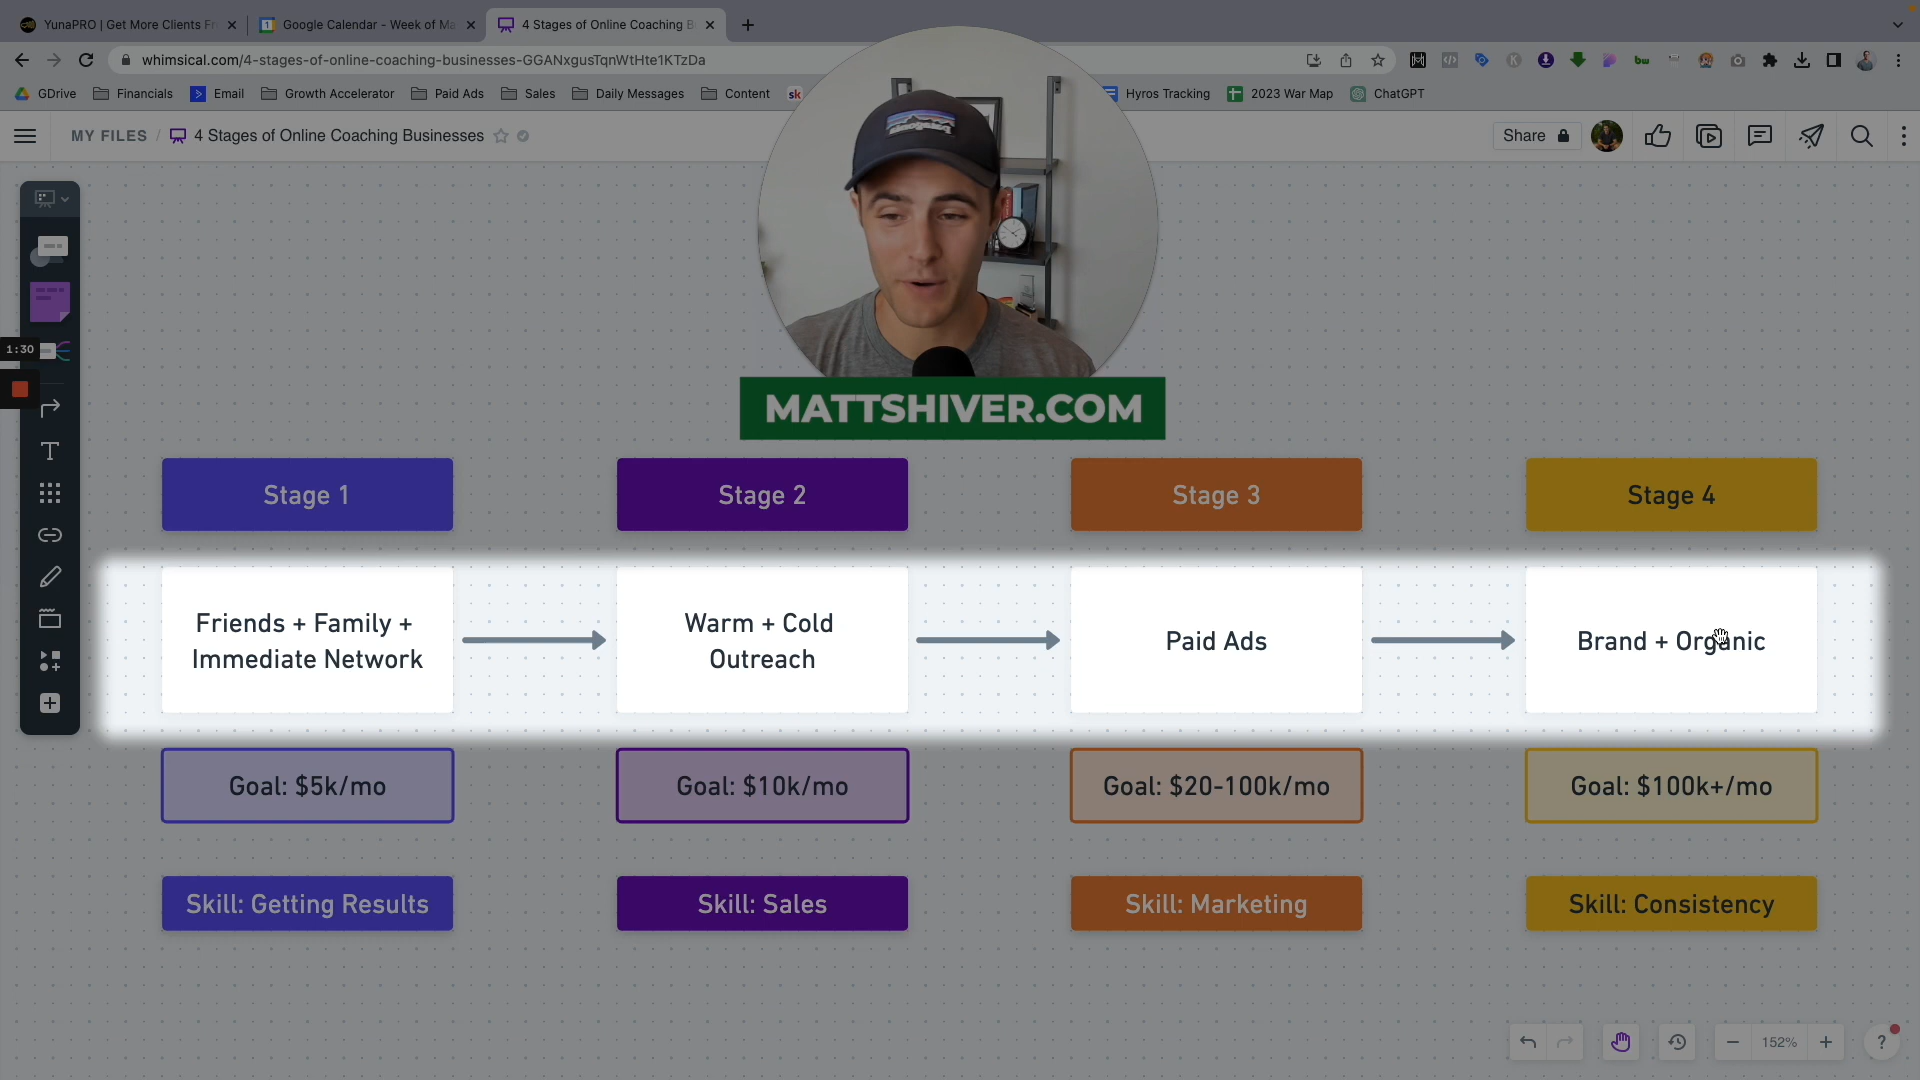 YunaPRO | Get More Clients Fr
Google Calendar - Week of Ma
4 Stages of Online Coaching B
whimsical.com/4-stages-of-online-coaching-businesses-GGANxgusTqnWtHte1KTzDa
GDrive
Financials
Email
Growth Accelerator
Paid Ads
Sales
Daily Messages
Content
sk
Hyros Tracking
2023 War Map
ChatGPT
MY FILES / 4 Stages of Online Coaching Businesses
Share
1:30
MATTSHIVER.COM
Stage 1
Stage 2
Stage 3
Stage 4
Friends + Family +
Immediate Network
Warm + Cold
Outreach
Paid Ads
Brand + Organic
Goal: $5k/mo
Goal: $10k/mo
Goal: $20-100k/mo
Goal: $100k+/mo
Skill: Getting Results
Skill: Sales
Skill: Marketing
Skill: Consistency
152%